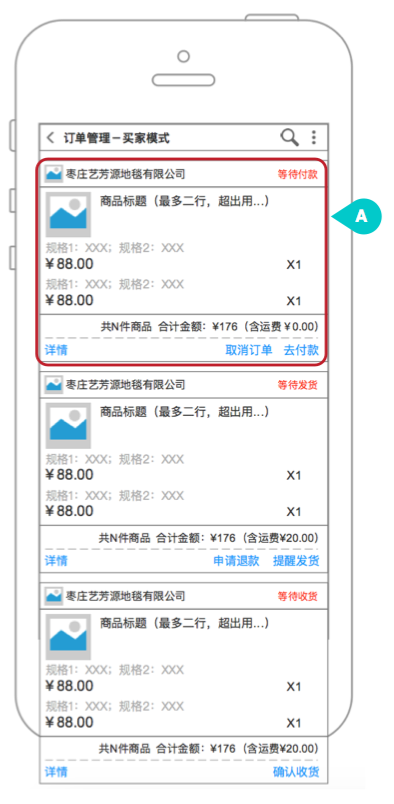 订单管理－买家模式
枣庄艺芳源地毯有限公司 等待付款
商品标题（最多二行，超出用...）
规格1：XXX；规格2：XXX
¥88.00 X1
规格1：XXX；规格2：XXX
¥88.00 X1
共N件商品 合计金额：¥176（含运费¥0.00）
详情 取消订单 去付款
A
枣庄艺芳源地毯有限公司 等待发货
商品标题（最多二行，超出用...）
规格1：XXX；规格2：XXX
¥88.00 X1
规格1：XXX；规格2：XXX
¥88.00 X1
共N件商品 合计金额：¥176（含运费¥20.00）
详情 申请退款 提醒发货
枣庄艺芳源地毯有限公司 等待收货
商品标题（最多二行，超出用...）
规格1：XXX；规格2：XXX
¥88.00 X1
规格1：XXX；规格2：XXX
¥88.00 X1
共N件商品 合计金额：¥176（含运费¥20.00）
详情 确认收货